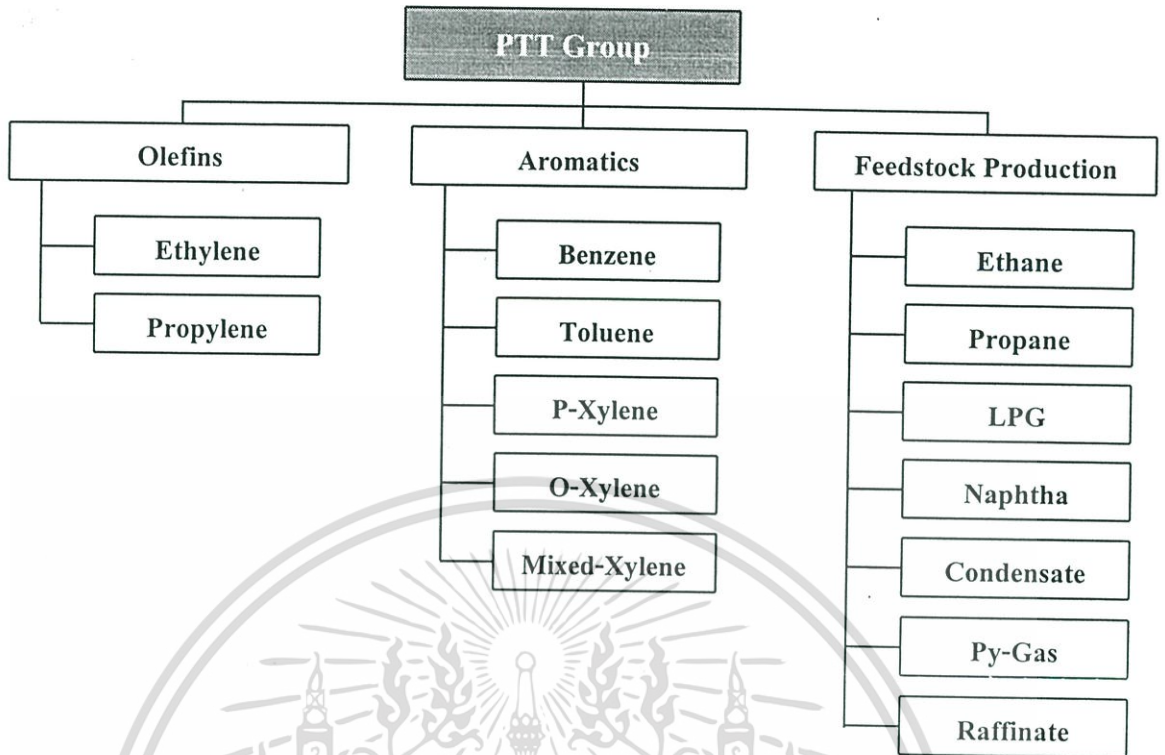 PTT Group
Olefins
Ethylene
Propylene
Aromatics
Benzene
Toluene
P-Xylene
O-Xylene
Mixed-Xylene
Feedstock Production
Ethane
Propane
LPG
Naphtha
Condensate
Py-Gas
Raffinate